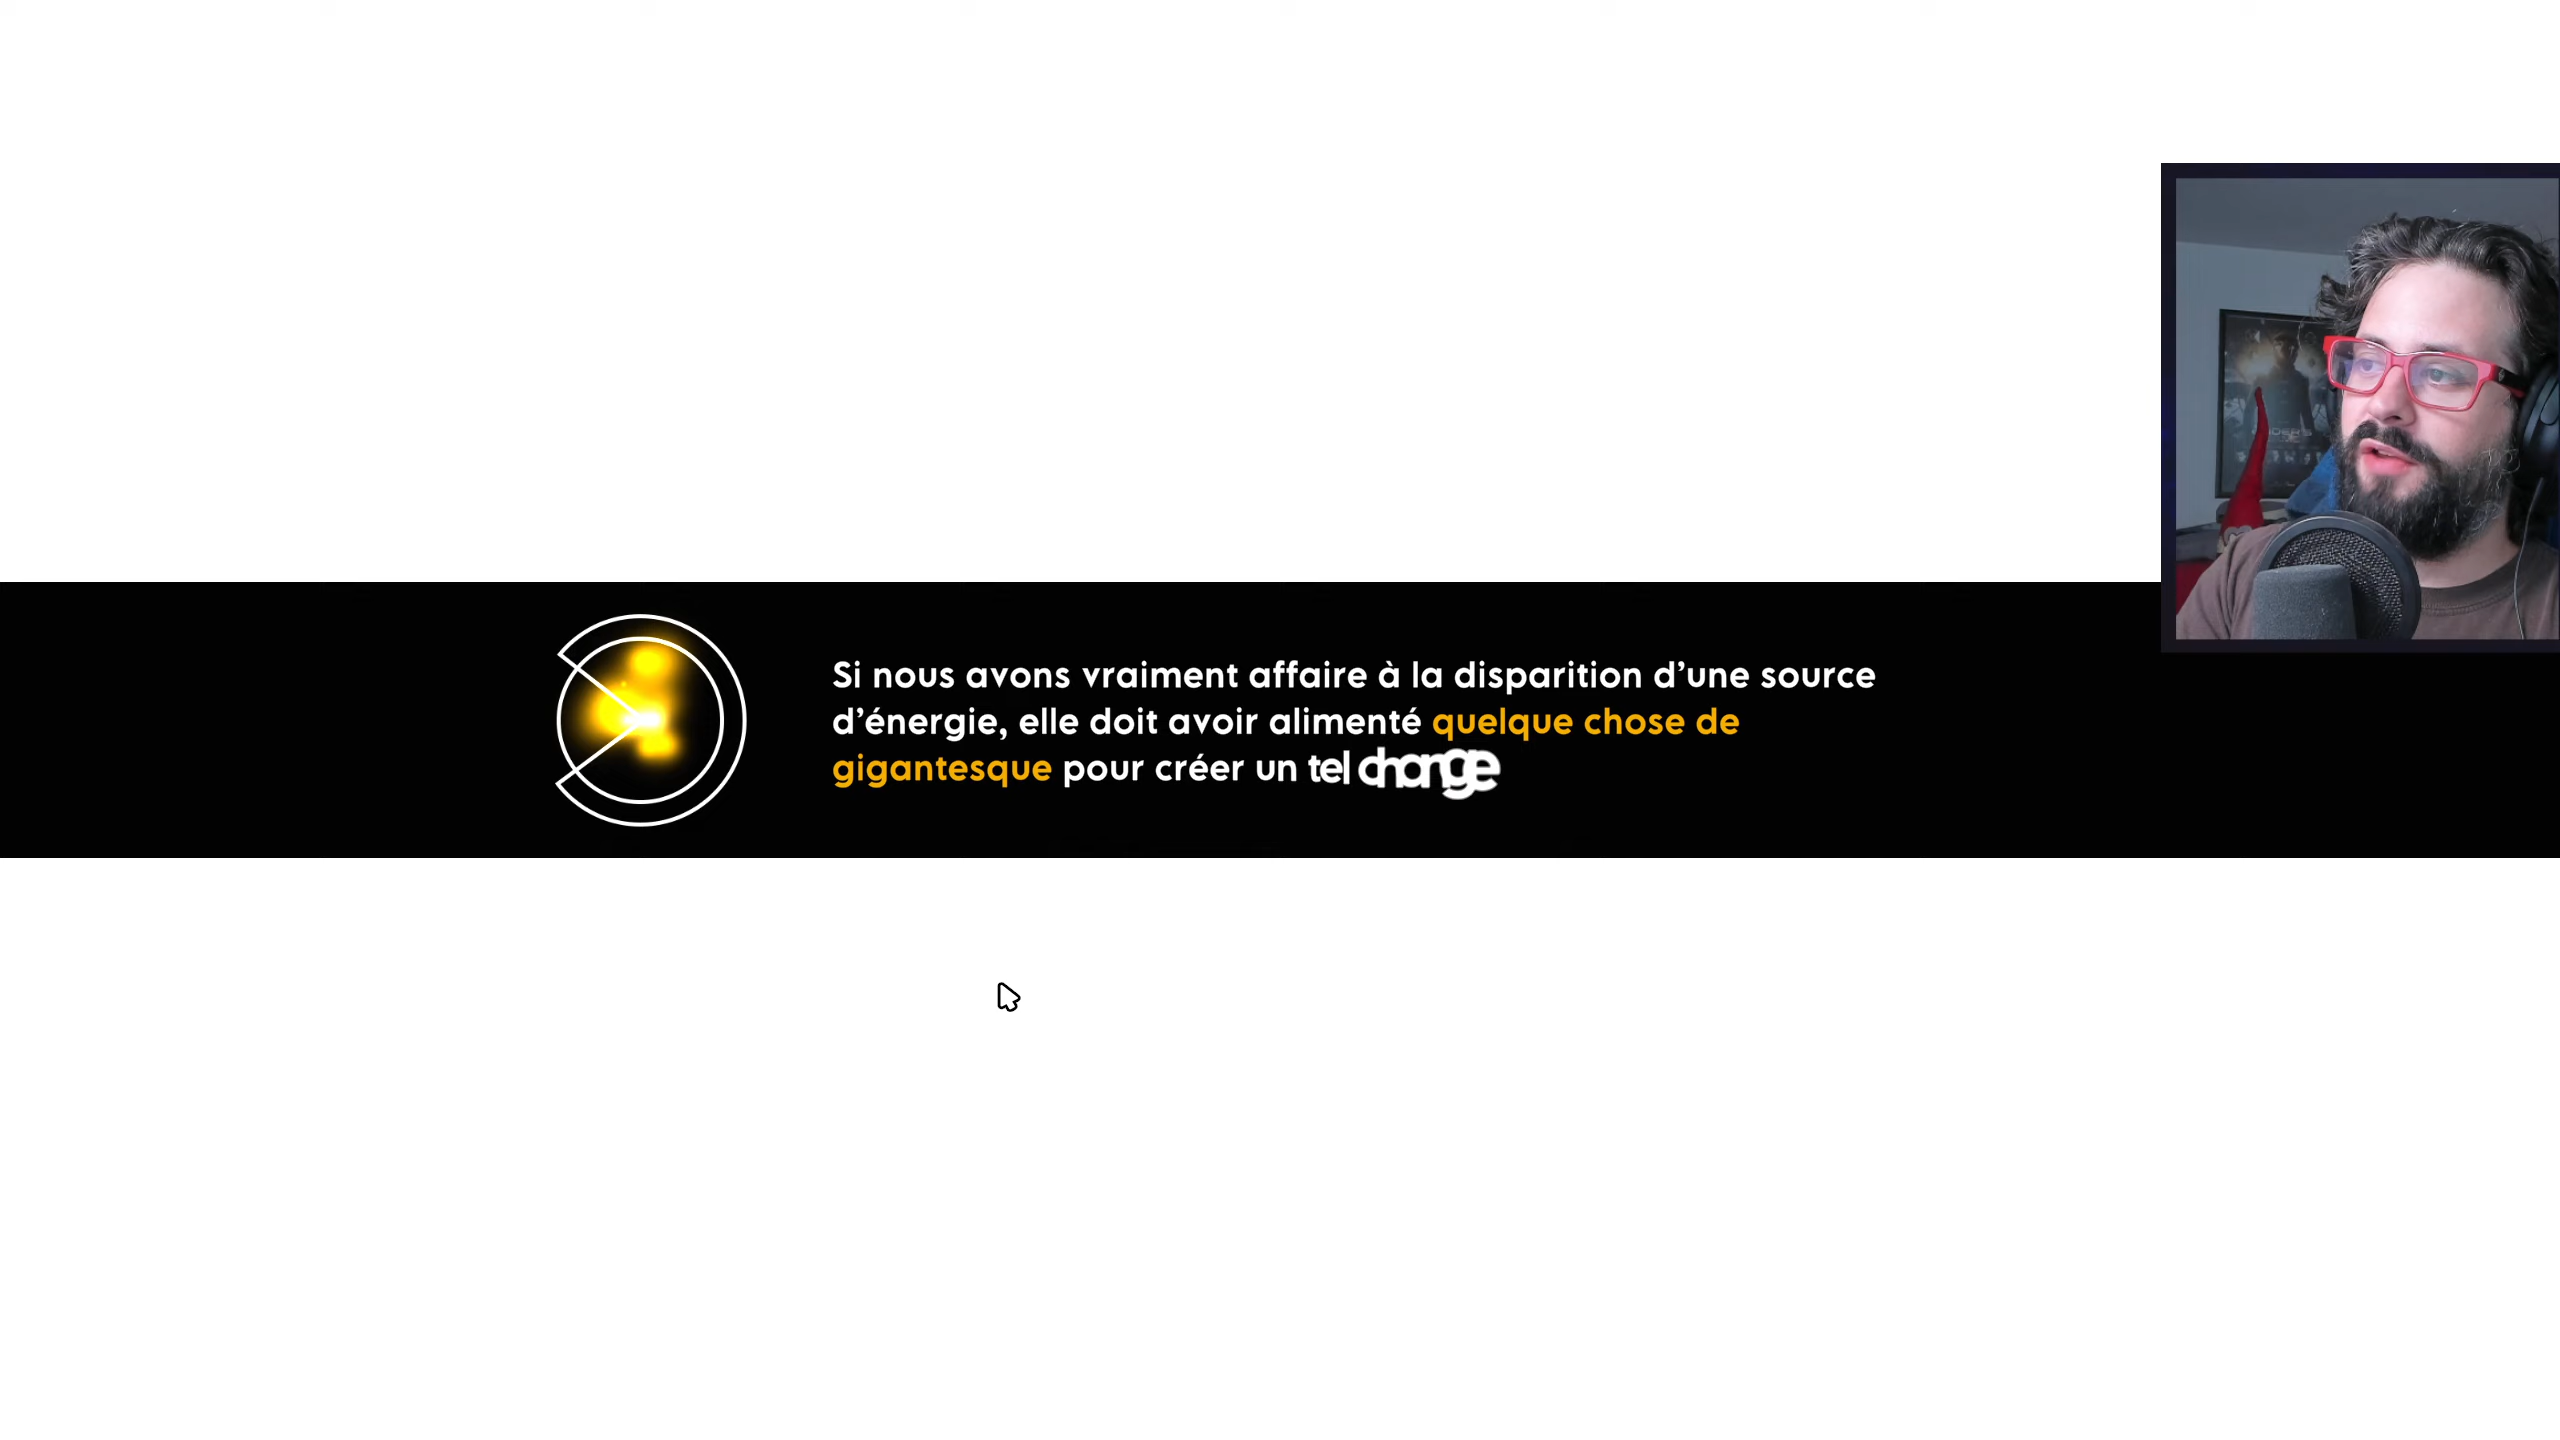 Si nous avons vraiment affaire à la disparition d’une source
d’énergie, elle doit avoir alimenté quelque chose de
gigantesque pour créer un tel change